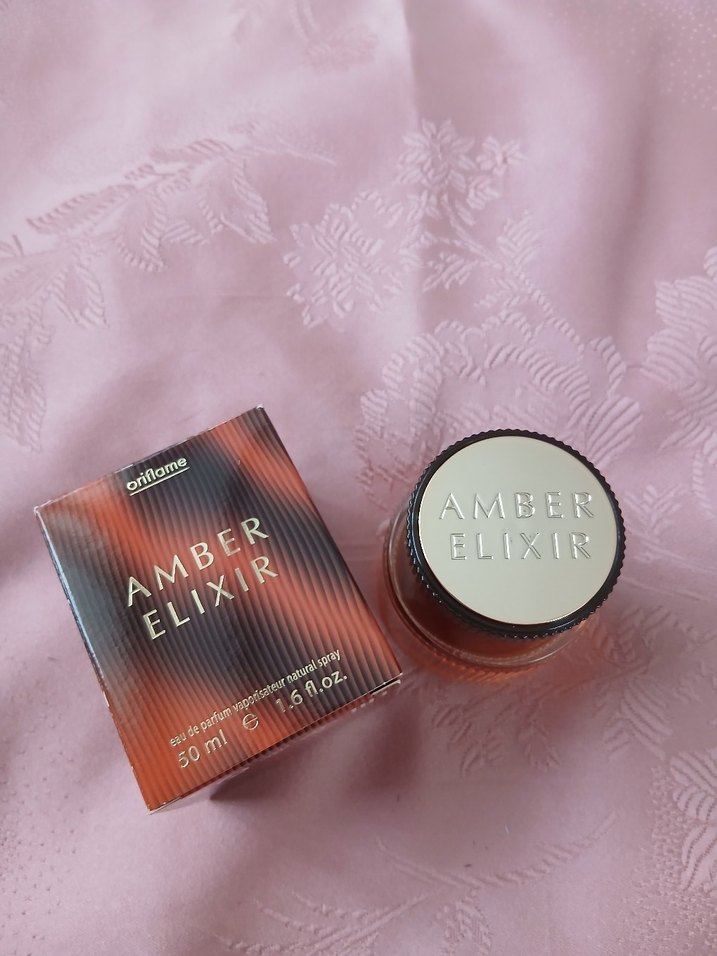 oriflame
AMBER
ELIXIR
eau de parfum vaporisateur natural spray
50 ml ℮ 1.6 fl.oz.
AMBER
ELIXIR